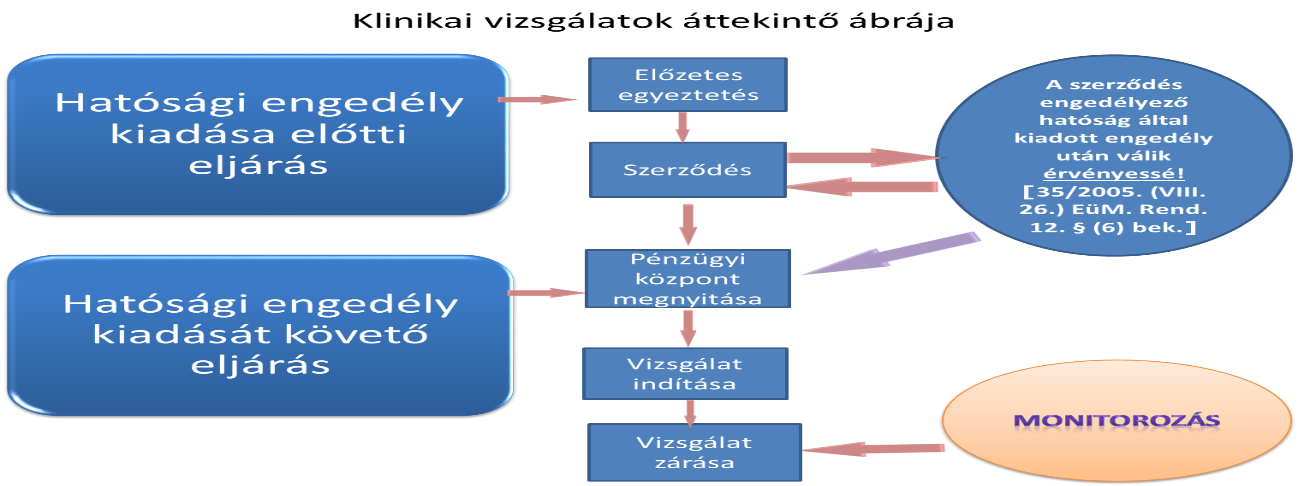 Klinikai vizsgálatok áttekintő ábrája
Hatósági engedély
kiadása előtti
eljárás
Előzetes
egyeztetés
Szerződés
A szerződés
engedélyező
hatóság által
kiadott engedély
után válik
érvényessé!
[35/2005. (VIII.
26.) EüM. Rend.
12. § (6) bek.]
Hatósági engedély
kiadását követő
eljárás
Pénzügyi
központ
megnyitása
Vizsgálat
indítása
Vizsgálat
zárása
MONITOROZÁS